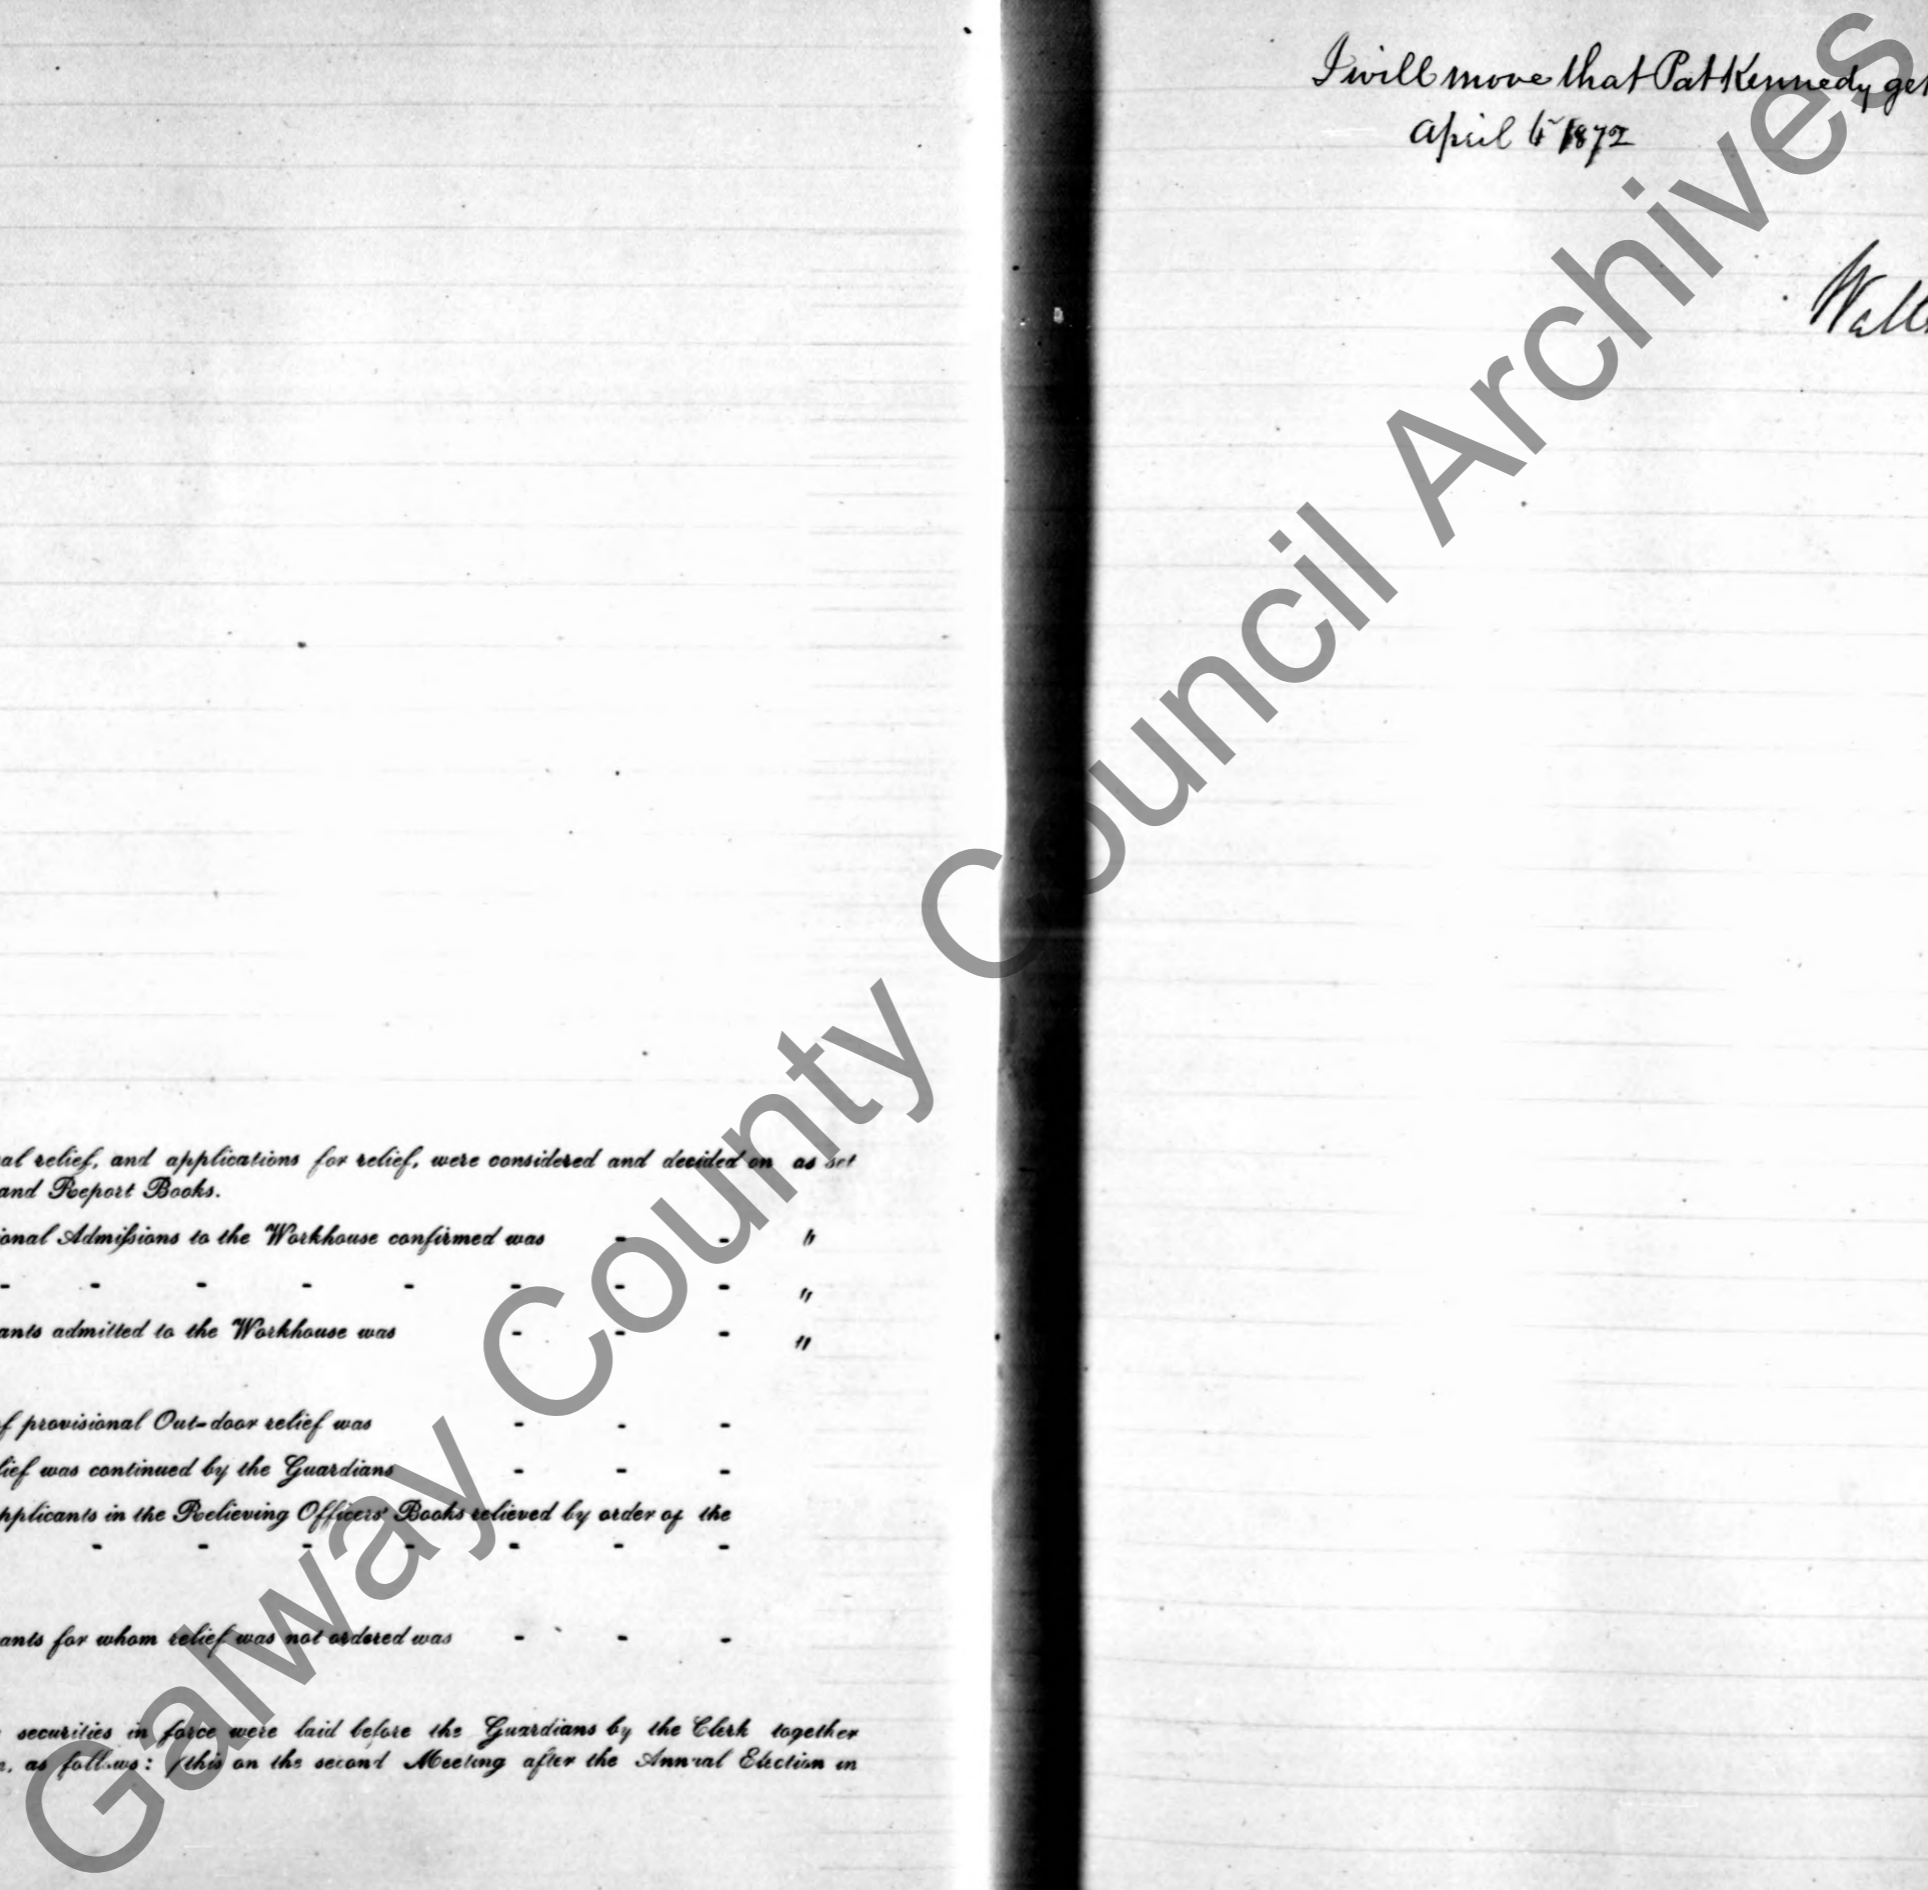 al relief, and applications for relief, were considered and decided on as set
and Report Books.
ional Admissions to the Workhouse confirmed was - - "
- - - - - - - - "
ants admitted to the Workhouse was - - - "
f provisional Out-door relief was - - -
lief was continued by the Guardians - - -
pplicants in the Relieving Officers' Books relieved by order of the
- - - - - - -
ants for whom relief was not ordered was - - -
securities in force were laid before the Guardians by the Clerk together
as follows: (this on the second Meeting after the Annual Election in
I will move that Pat Kennedy get
April 1872
Galway County Council Archives